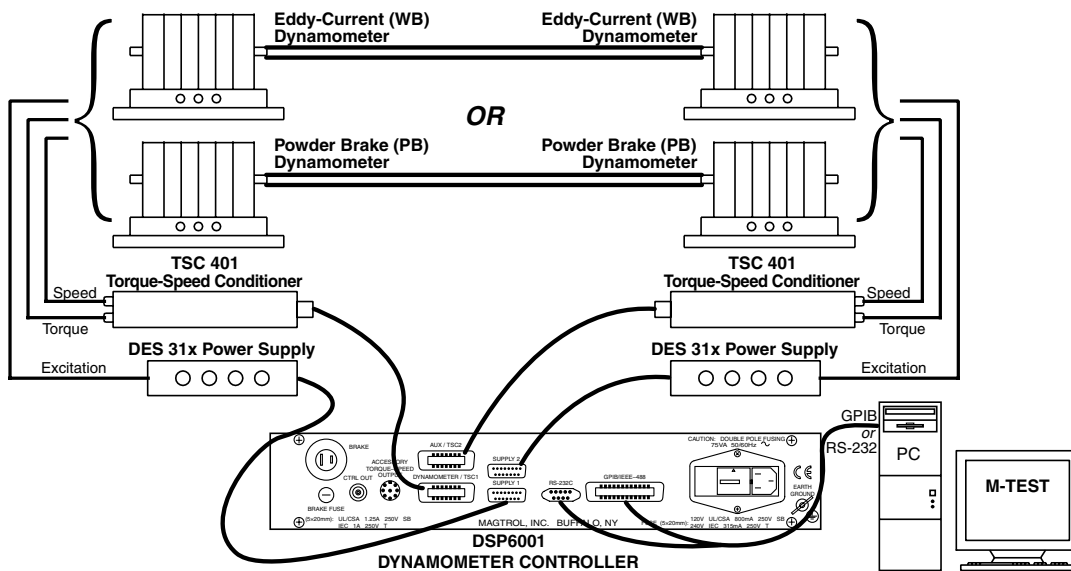 Eddy-Current (WB)
Dynamometer
Eddy-Current (WB)
Dynamometer
OR
Powder Brake (PB)
Dynamometer
Powder Brake (PB)
Dynamometer
TSC 401
Torque-Speed Conditioner
TSC 401
Torque-Speed Conditioner
Speed
Torque
Speed
Torque
DES 31x Power Supply
DES 31x Power Supply
Excitation
Excitation
GPIB
or
RS-232
PC
M-TEST
BRAKE
BRAKE FUSE
CTRL OUT
ACCESSORY
TORQUE-SPEED
OUTPUT
AUX / TSC2
DYNAMOMETER / TSC1
SUPPLY 2
SUPPLY 1
RS-232C
GPIB/IEEE-488
CAUTION: DOUBLE POLE FUSING
75VA 50/60Hz
CE
EARTH
GROUND
(5x20mm): UL/CSA 1.25A 250V SB
IEC 1A 250V T
MAGTROL, INC. BUFFALO, NY
(5x20mm): 120V UL/CSA 800mA 250V SB
240V IEC 315mA 250V T
DSP6001
DYNAMOMETER CONTROLLER